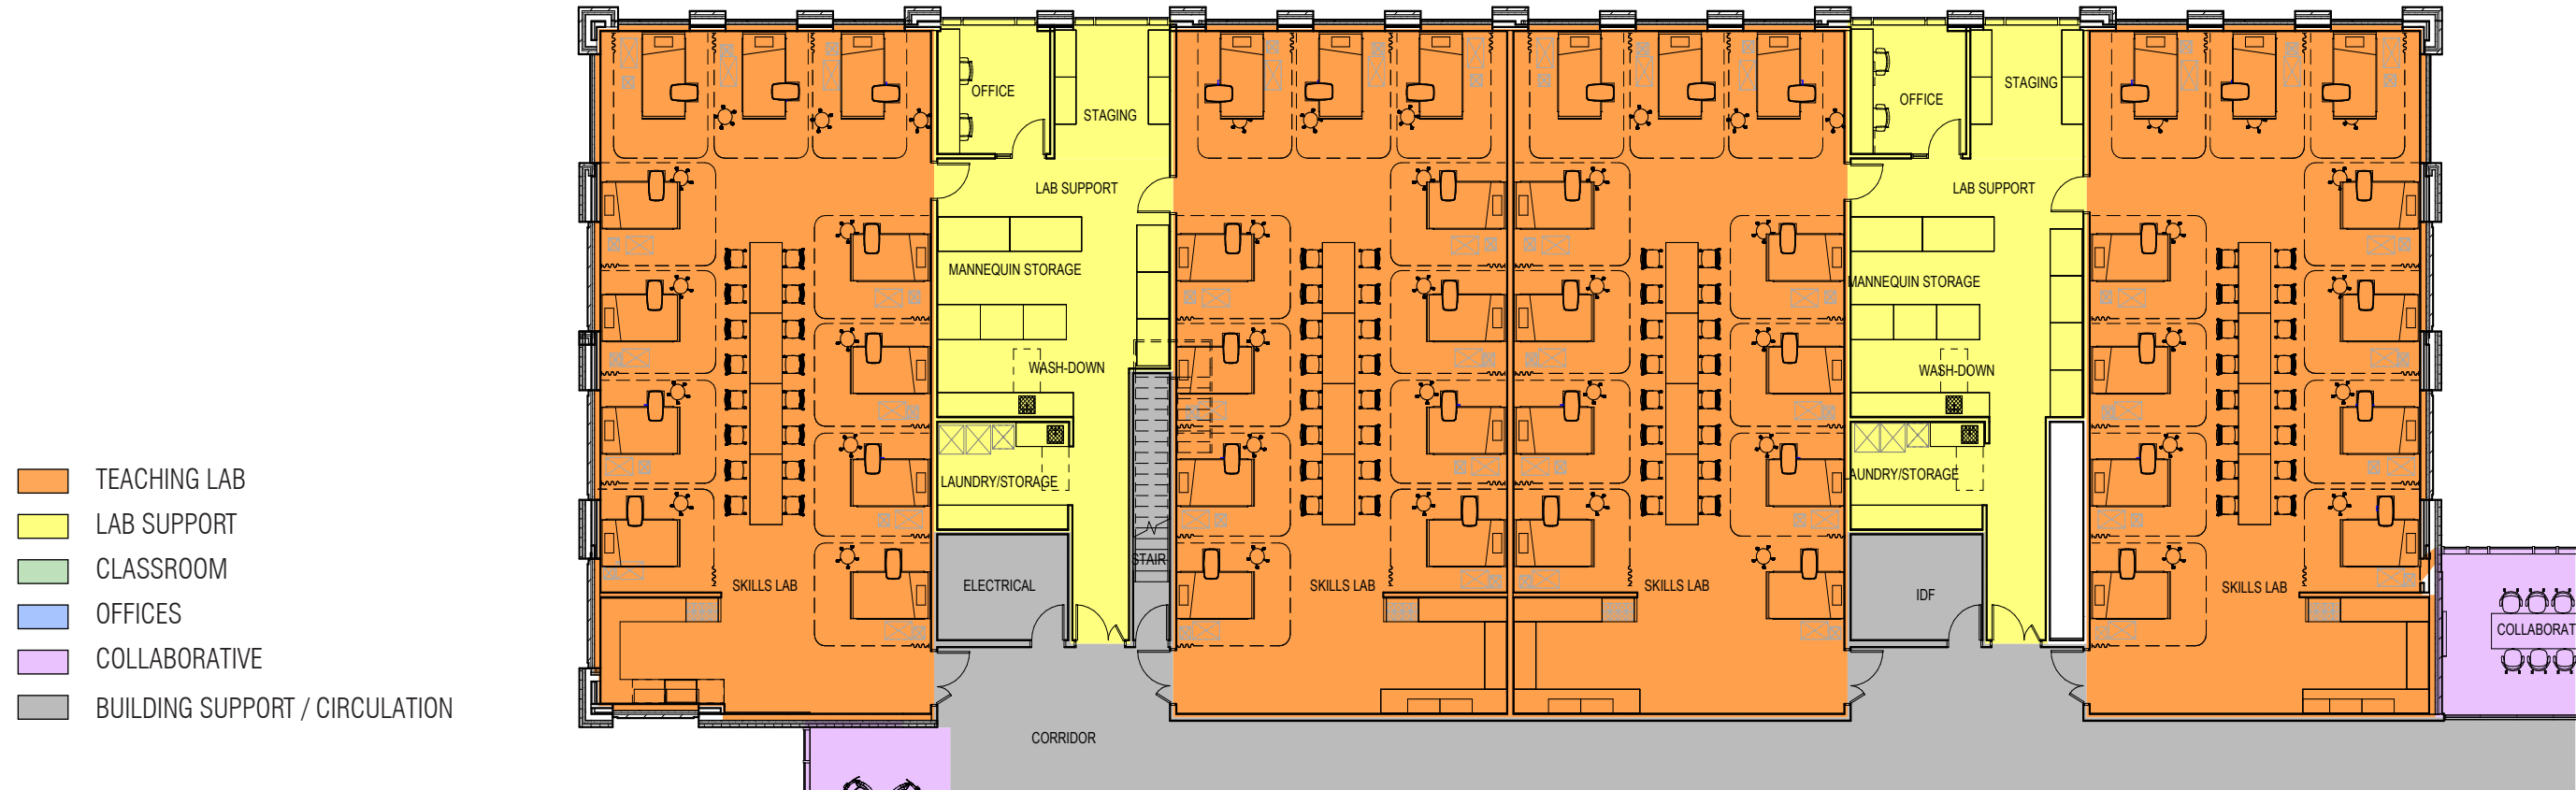 TEACHING LAB
LAB SUPPORT
CLASSROOM
OFFICES
COLLABORATIVE
BUILDING SUPPORT / CIRCULATION
OFFICE
STAGING
LAB SUPPORT
MANNEQUIN STORAGE
WASH-DOWN
LAUNDRY/STORAGE
ELECTRICAL
STAIR
SKILLS LAB
SKILLS LAB
SKILLS LAB
OFFICE
STAGING
LAB SUPPORT
MANNEQUIN STORAGE
WASH-DOWN
LAUNDRY/STORAGE
IDF
SKILLS LAB
COLLABORAT
CORRIDOR